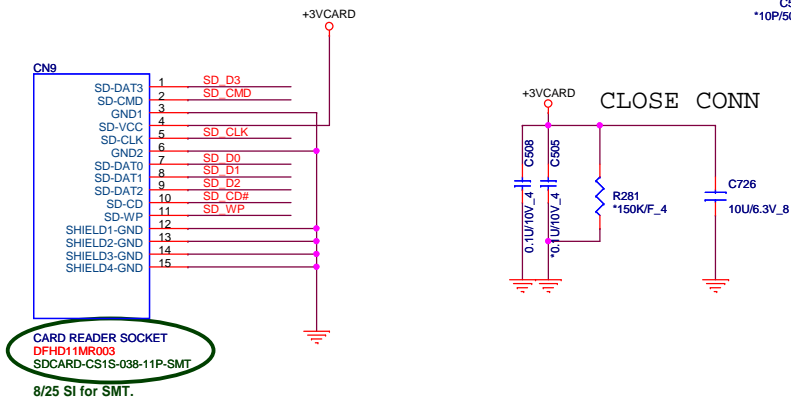 +3VCARD
C5
*10P/50
CN9
SD-DAT3 1 SD_D3
SD-CMD 2 SD_CMD
GND1 3
SD-VCC 4
SD-CLK 5 SD_CLK
GND2 6
SD-DAT0 7 SD_D0
SD-DAT1 8 SD_D1
SD-DAT2 9 SD_D2
SD-CD 10 SD_CD#
SD-WP 11 SD_WP
SHIELD1-GND 12
SHIELD2-GND 13
SHIELD3-GND 14
SHIELD4-GND 15
CARD READER SOCKET
DFHD11MR003
SDCARD-CS1S-038-11P-SMT
8/25 SI for SMT.
+3VCARD
CLOSE CONN
C508
0.1U/10V_4
C505
*0.1U/10V_4
R281
*150K/F_4
C726
10U/6.3V_8